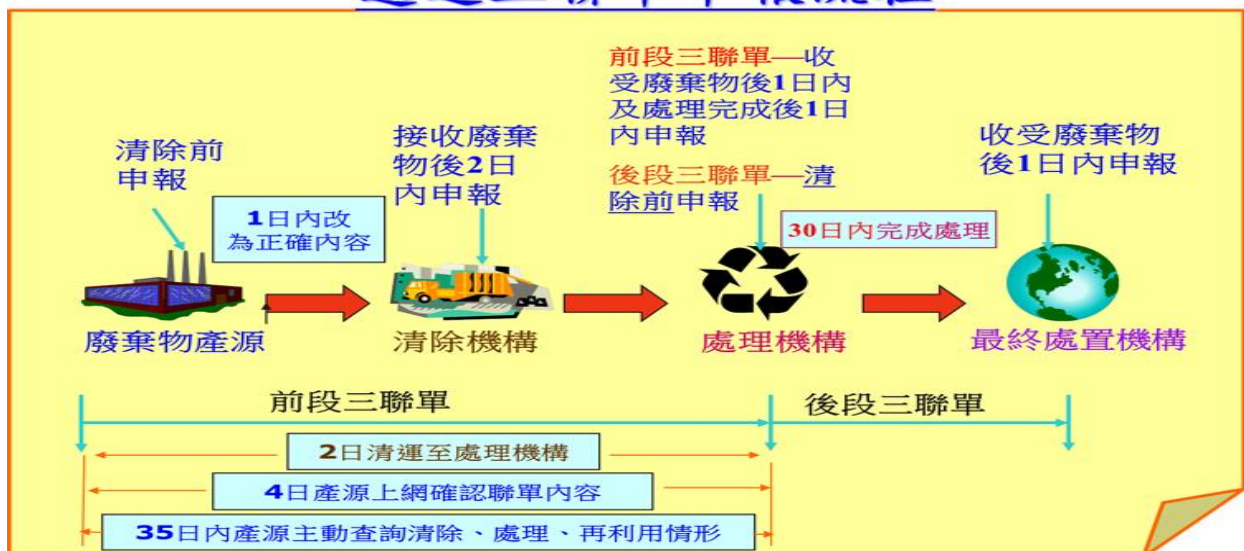 前段三聯單—收
受廢棄物後1日內
及處理完成後1日
內申報
後段三聯單—清
除前申報
清除前
申報
1日內改
為正確內容
接收廢棄
物後2日
內申報
收受廢棄物
後1日內申報
30日內完成處理
廢棄物產源
清除機構
處理機構
最終處置機構
前段三聯單
後段三聯單
2日清運至處理機構
4日產源上網確認聯單內容
35日內產源主動查詢清除、處理、再利用情形